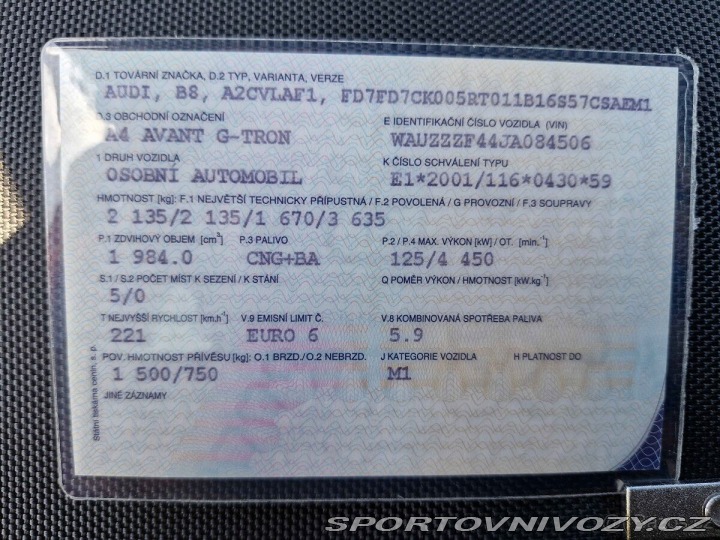 D.1 TOVÁRNÍ ZNAČKA, D.2 TYP, VARIANTA, VERZE
AUDI, B8, A2CVLAF1, FD7FD7CK005RT011B16S57CSAEM1
D.3 OBCHODNÍ OZNAČENÍ E IDENTIFIKAČNÍ ČÍSLO VOZIDLA (VIN)
A4 AVANT G-TRON WAUZZZF44JA084506
1 DRUH VOZIDLA K ČÍSLO SCHVÁLENÍ TYPU
OSOBNÍ AUTOMOBIL E1*2001/116*0430*59
HMOTNOST [kg]: F.1 NEJVĚTŠÍ TECHNICKY PŘÍPUSTNÁ / F.2 POVOLENÁ / G PROVOZNÍ / F.3 SOUPRAVY
2 135/2 135/1 670/3 635
P.1 ZDVIHOVÝ OBJEM [cm³] P.3 PALIVO P.2 / P.4 MAX. VÝKON [kW] / OT. [min.⁻¹]
1 984.0 CNG+BA 125/4 450
S.1 / S.2 POČET MÍST K SEZENÍ / K STÁNÍ Q POMĚR VÝKON / HMOTNOST [kW.kg⁻¹]
5/0
T NEJVYŠŠÍ RYCHLOST [km.h⁻¹] V.9 EMISNÍ LIMIT Č. V.8 KOMBINOVANÁ SPOTŘEBA PALIVA
221 EURO 6 5.9
POV. HMOTNOST PŘÍVĚSU [kg]: O.1 BRZD./O.2 NEBRZD. J KATEGORIE VOZIDLA H PLATNOST DO
1 500/750 M1
JINÉ ZÁZNAMY
Státní tiskárna cenin, s. p.
SPORTOVNIVOZY.CZ